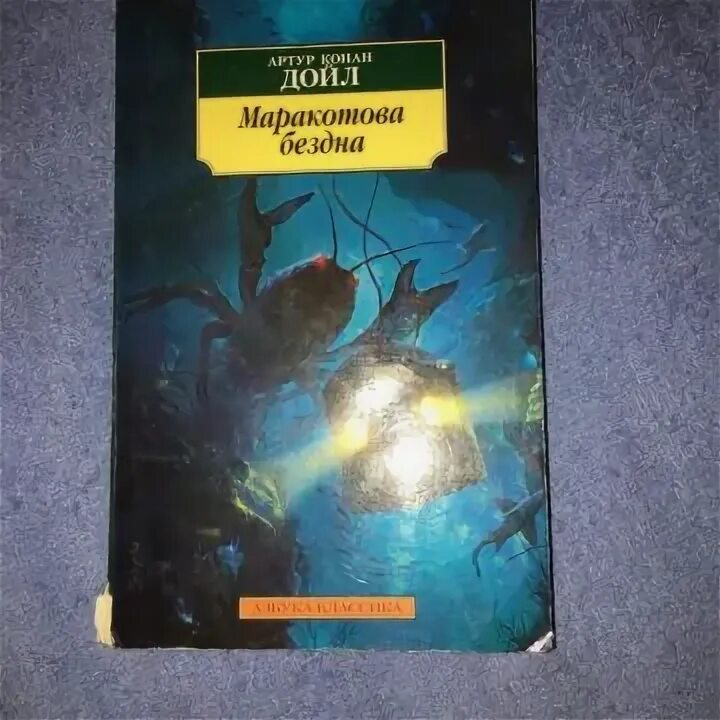 АРТУР КОНАН
ДОЙЛ
Маракотова
бездна
АЗБУКА-КЛАССИКА